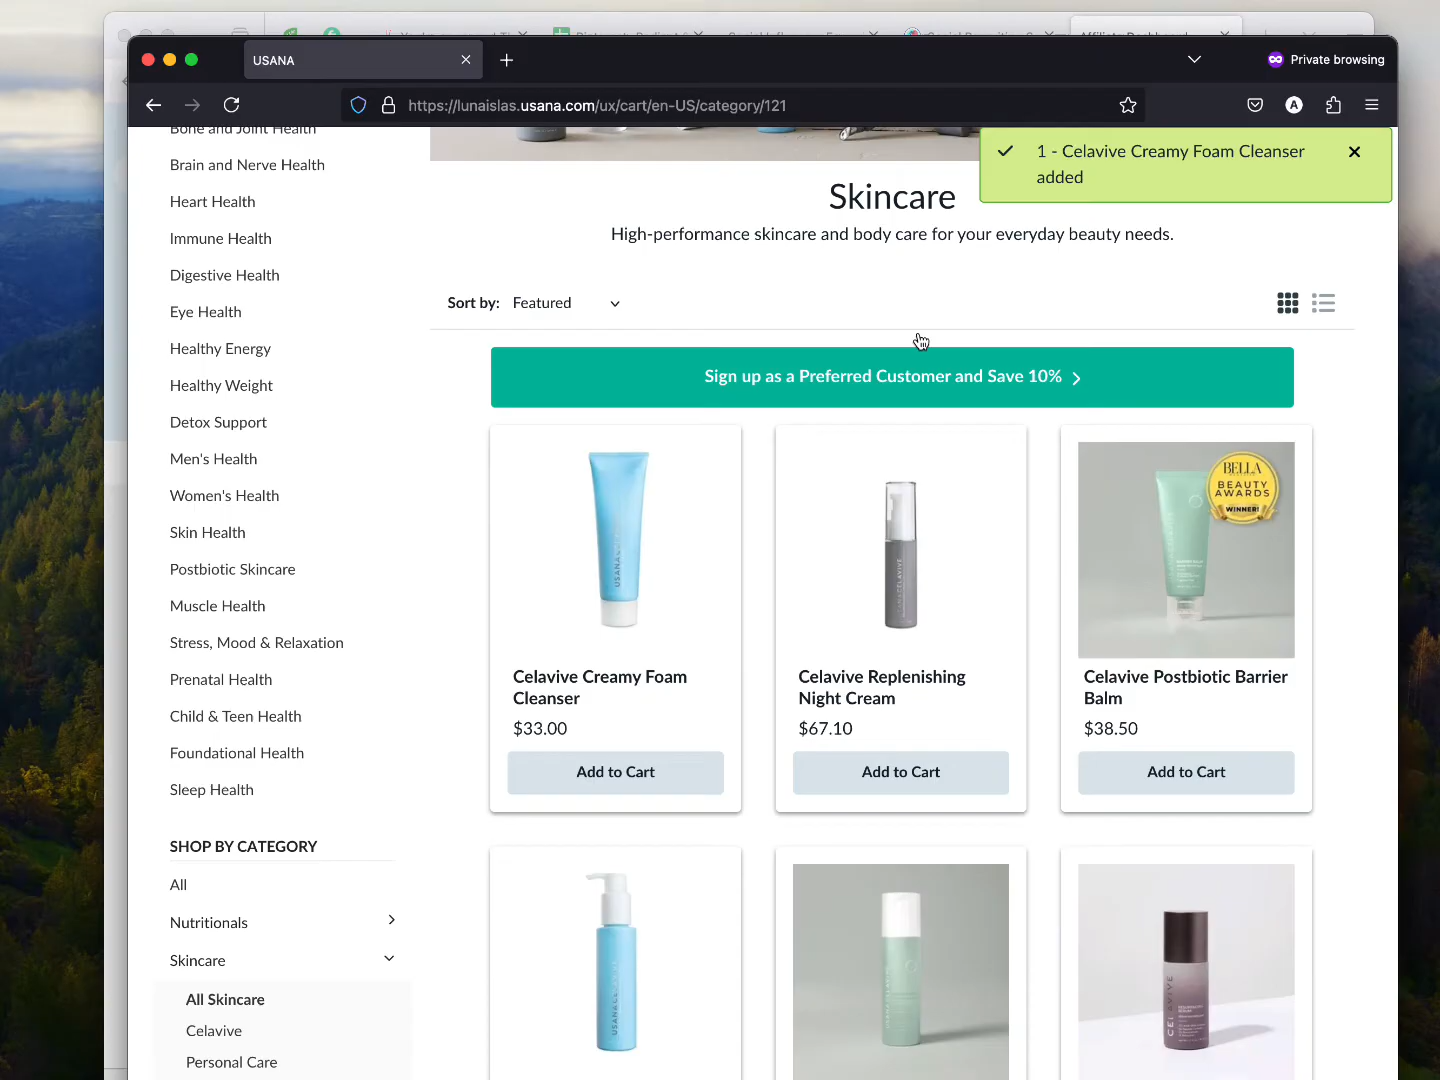 USANA
Private browsing
https://lunaislas.usana.com/ux/cart/en-US/category/121
Bone and Joint Health
Brain and Nerve Health
Heart Health
Immune Health
Digestive Health
Eye Health
Healthy Energy
Healthy Weight
Detox Support
Men's Health
Women's Health
Skin Health
Postbiotic Skincare
Muscle Health
Stress, Mood & Relaxation
Prenatal Health
Child & Teen Health
Foundational Health
Sleep Health
SHOP BY CATEGORY
All
Nutritionals
Skincare
All Skincare
Celavive
Personal Care
1 - Celavive Creamy Foam Cleanser
added
Skincare
High-performance skincare and body care for your everyday beauty needs.
Sort by: Featured
Sign up as a Preferred Customer and Save 10%
BELLA
BEAUTY
AWARDS
WINNER!
Celavive Creamy Foam
Cleanser
$33.00
Add to Cart
Celavive Replenishing
Night Cream
$67.10
Add to Cart
Celavive Postbiotic Barrier
Balm
$38.50
Add to Cart
CELAVIVE